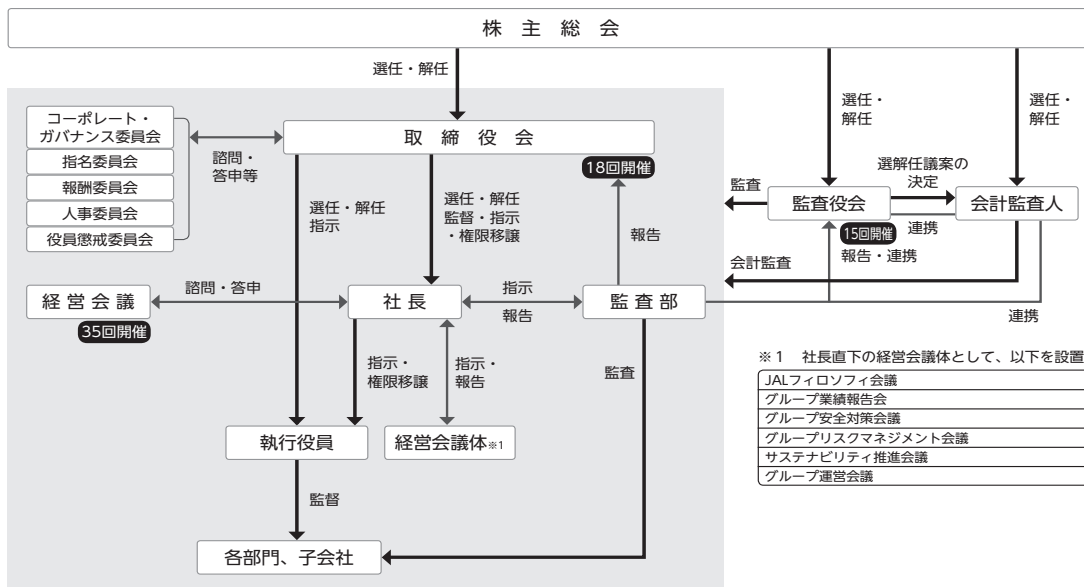 株主総会
選任・解任
選任・
解任
選任・
解任
コーポレート・
ガバナンス委員会
指名委員会
報酬委員会
人事委員会
役員懲戒委員会
諮問・
答申等
取締役会
18回開催
選解任議案の
決定
監査
監査役会
会計監査人
15回開催
連携
報告・連携
選任・解任
指示
選任・解任
監督・指示
・権限移譲
報告
会計監査
経営会議
35回開催
諮問・答申
社長
指示
報告
監査部
連携
指示・
権限移譲
指示・
報告
監査
執行役員
経営会議体※1
監督
各部門、子会社
※1 社長直下の経営会議体として、以下を設置
JALフィロソフィ会議
グループ業績報告会
グループ安全対策会議
グループリスクマネジメント会議
サステナビリティ推進会議
グループ運営会議